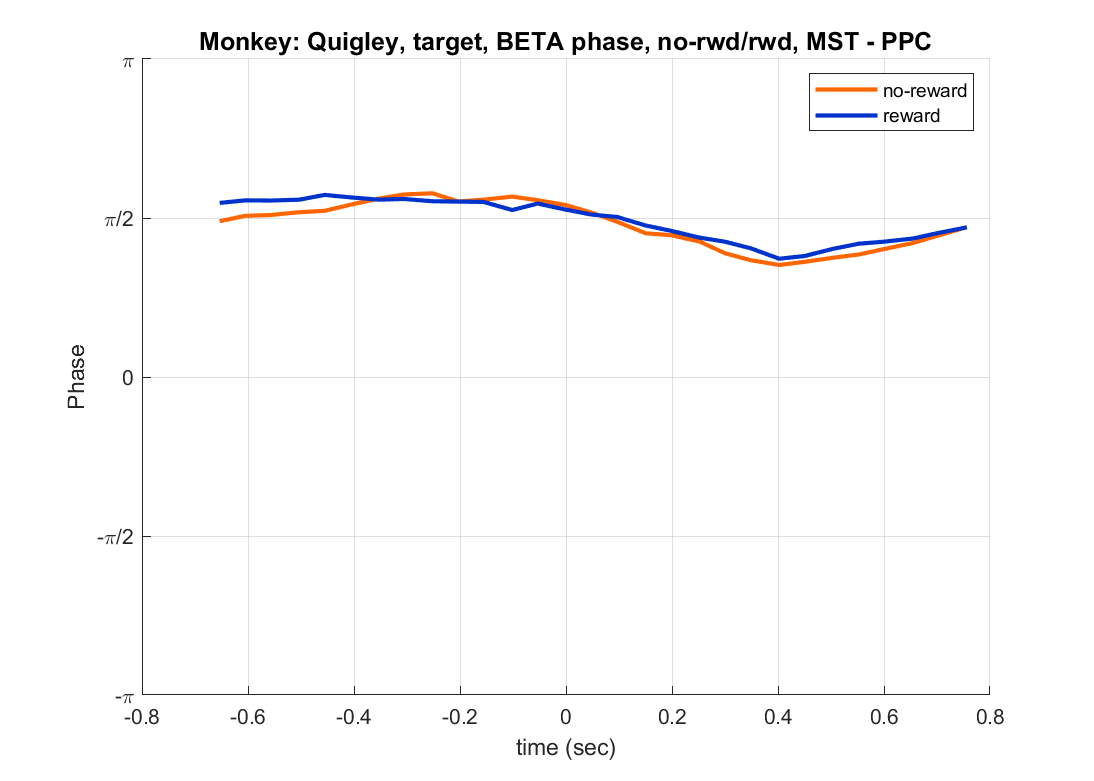 Monkey: Quigley, target, BETA phase, no-rwd/rwd, MST - PPC
π
no-reward
reward
π/2
Phase
0
-π/2
-π
-0.8
-0.6
-0.4
-0.2
0
0.2
0.4
0.6
0.8
time (sec)